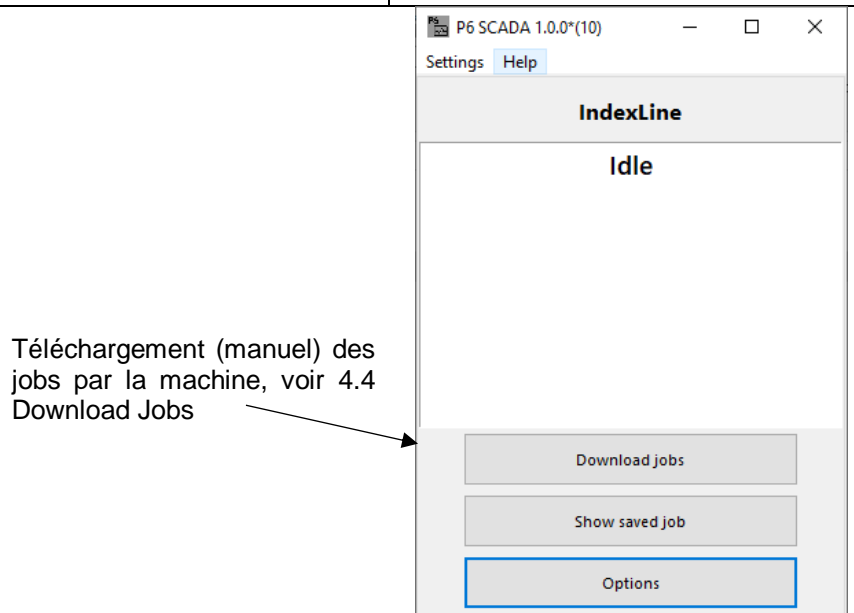 P6 SCADA 1.0.0*(10)
Settings Help
IndexLine
Idle
Téléchargement (manuel) des
jobs par la machine, voir 4.4
Download Jobs
Download jobs
Show saved job
Options